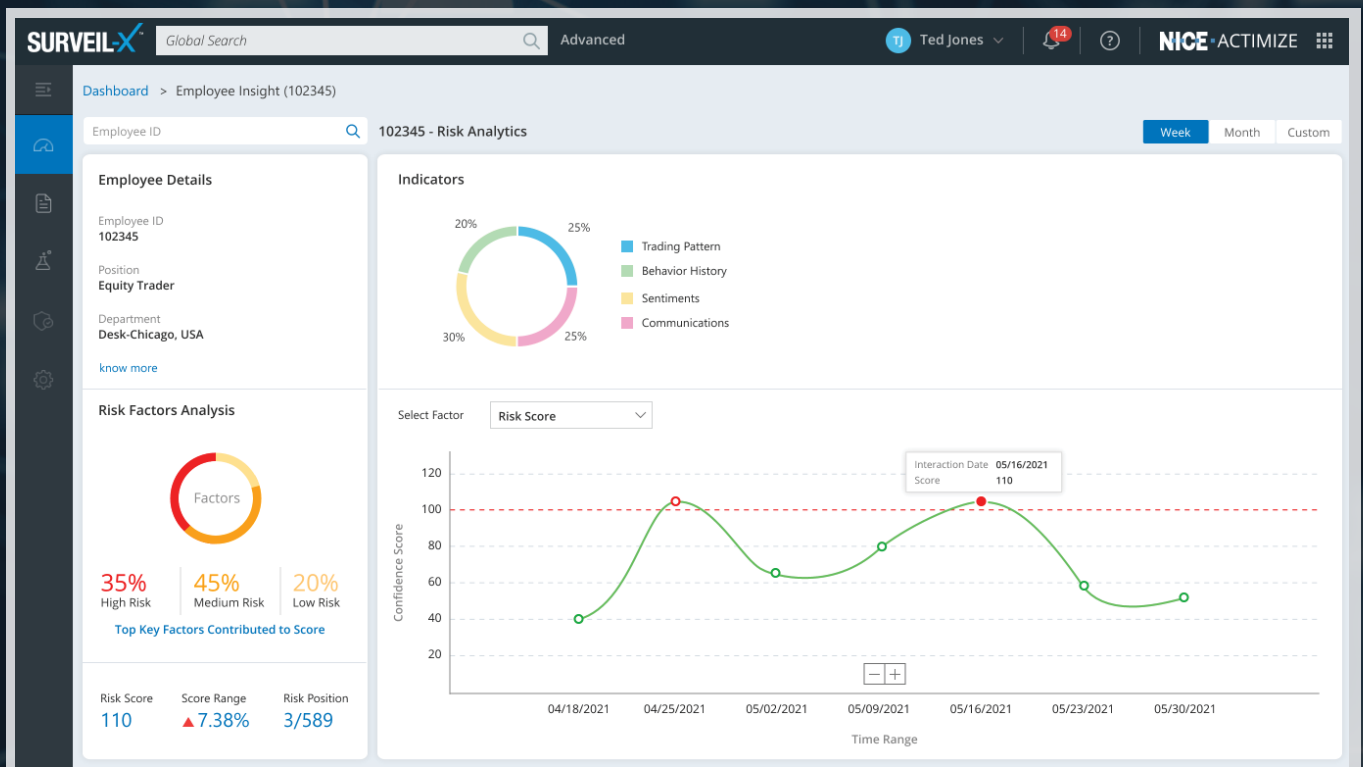 SURVEIL-X™
Global Search
Advanced
TJ
Ted Jones
14
?
NICE·ACTIMIZE
Dashboard > Employee Insight (102345)
Employee ID
102345 - Risk Analytics
Week
Month
Custom
Employee Details
Employee ID
102345
Position
Equity Trader
Department
Desk-Chicago, USA
know more
Risk Factors Analysis
Factors
35%
High Risk
45%
Medium Risk
20%
Low Risk
Top Key Factors Contributed to Score
Risk Score
110
Score Range
7.38%
Risk Position
3/589
Indicators
20%
25%
30%
25%
Trading Pattern
Behavior History
Sentiments
Communications
Select Factor
Risk Score
Interaction Date 05/16/2021
Score 110
Confidence Score
120
100
80
60
40
20
04/18/2021
04/25/2021
05/02/2021
05/09/2021
05/16/2021
05/23/2021
05/30/2021
Time Range